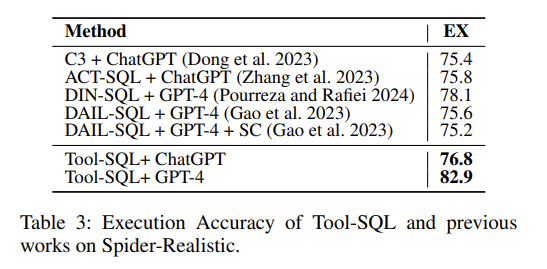 Method EX
C3 + ChatGPT (Dong et al. 2023) 75.4
ACT-SQL + ChatGPT (Zhang et al. 2023) 75.8
DIN-SQL + GPT-4 (Pourreza and Rafiei 2024) 78.1
DAIL-SQL + GPT-4 (Gao et al. 2023) 75.6
DAIL-SQL + GPT-4 + SC (Gao et al. 2023) 75.2
Tool-SQL+ ChatGPT 76.8
Tool-SQL+ GPT-4 82.9
Table 3: Execution Accuracy of Tool-SQL and previous
works on Spider-Realistic.